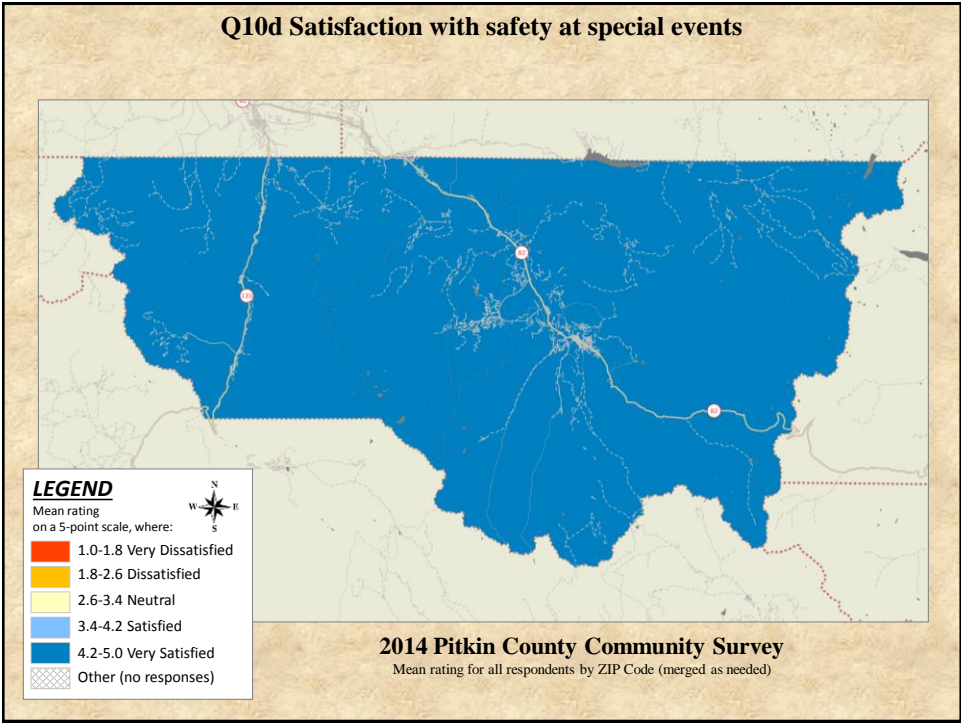 Q10d Satisfaction with safety at special events
82
82
133
82
LEGEND
Mean rating
on a 5-point scale, where:
N
W
E
S
1.0-1.8 Very Dissatisfied
1.8-2.6 Dissatisfied
2.6-3.4 Neutral
3.4-4.2 Satisfied
4.2-5.0 Very Satisfied
Other (no responses)
2014 Pitkin County Community Survey
Mean rating for all respondents by ZIP Code (merged as needed)